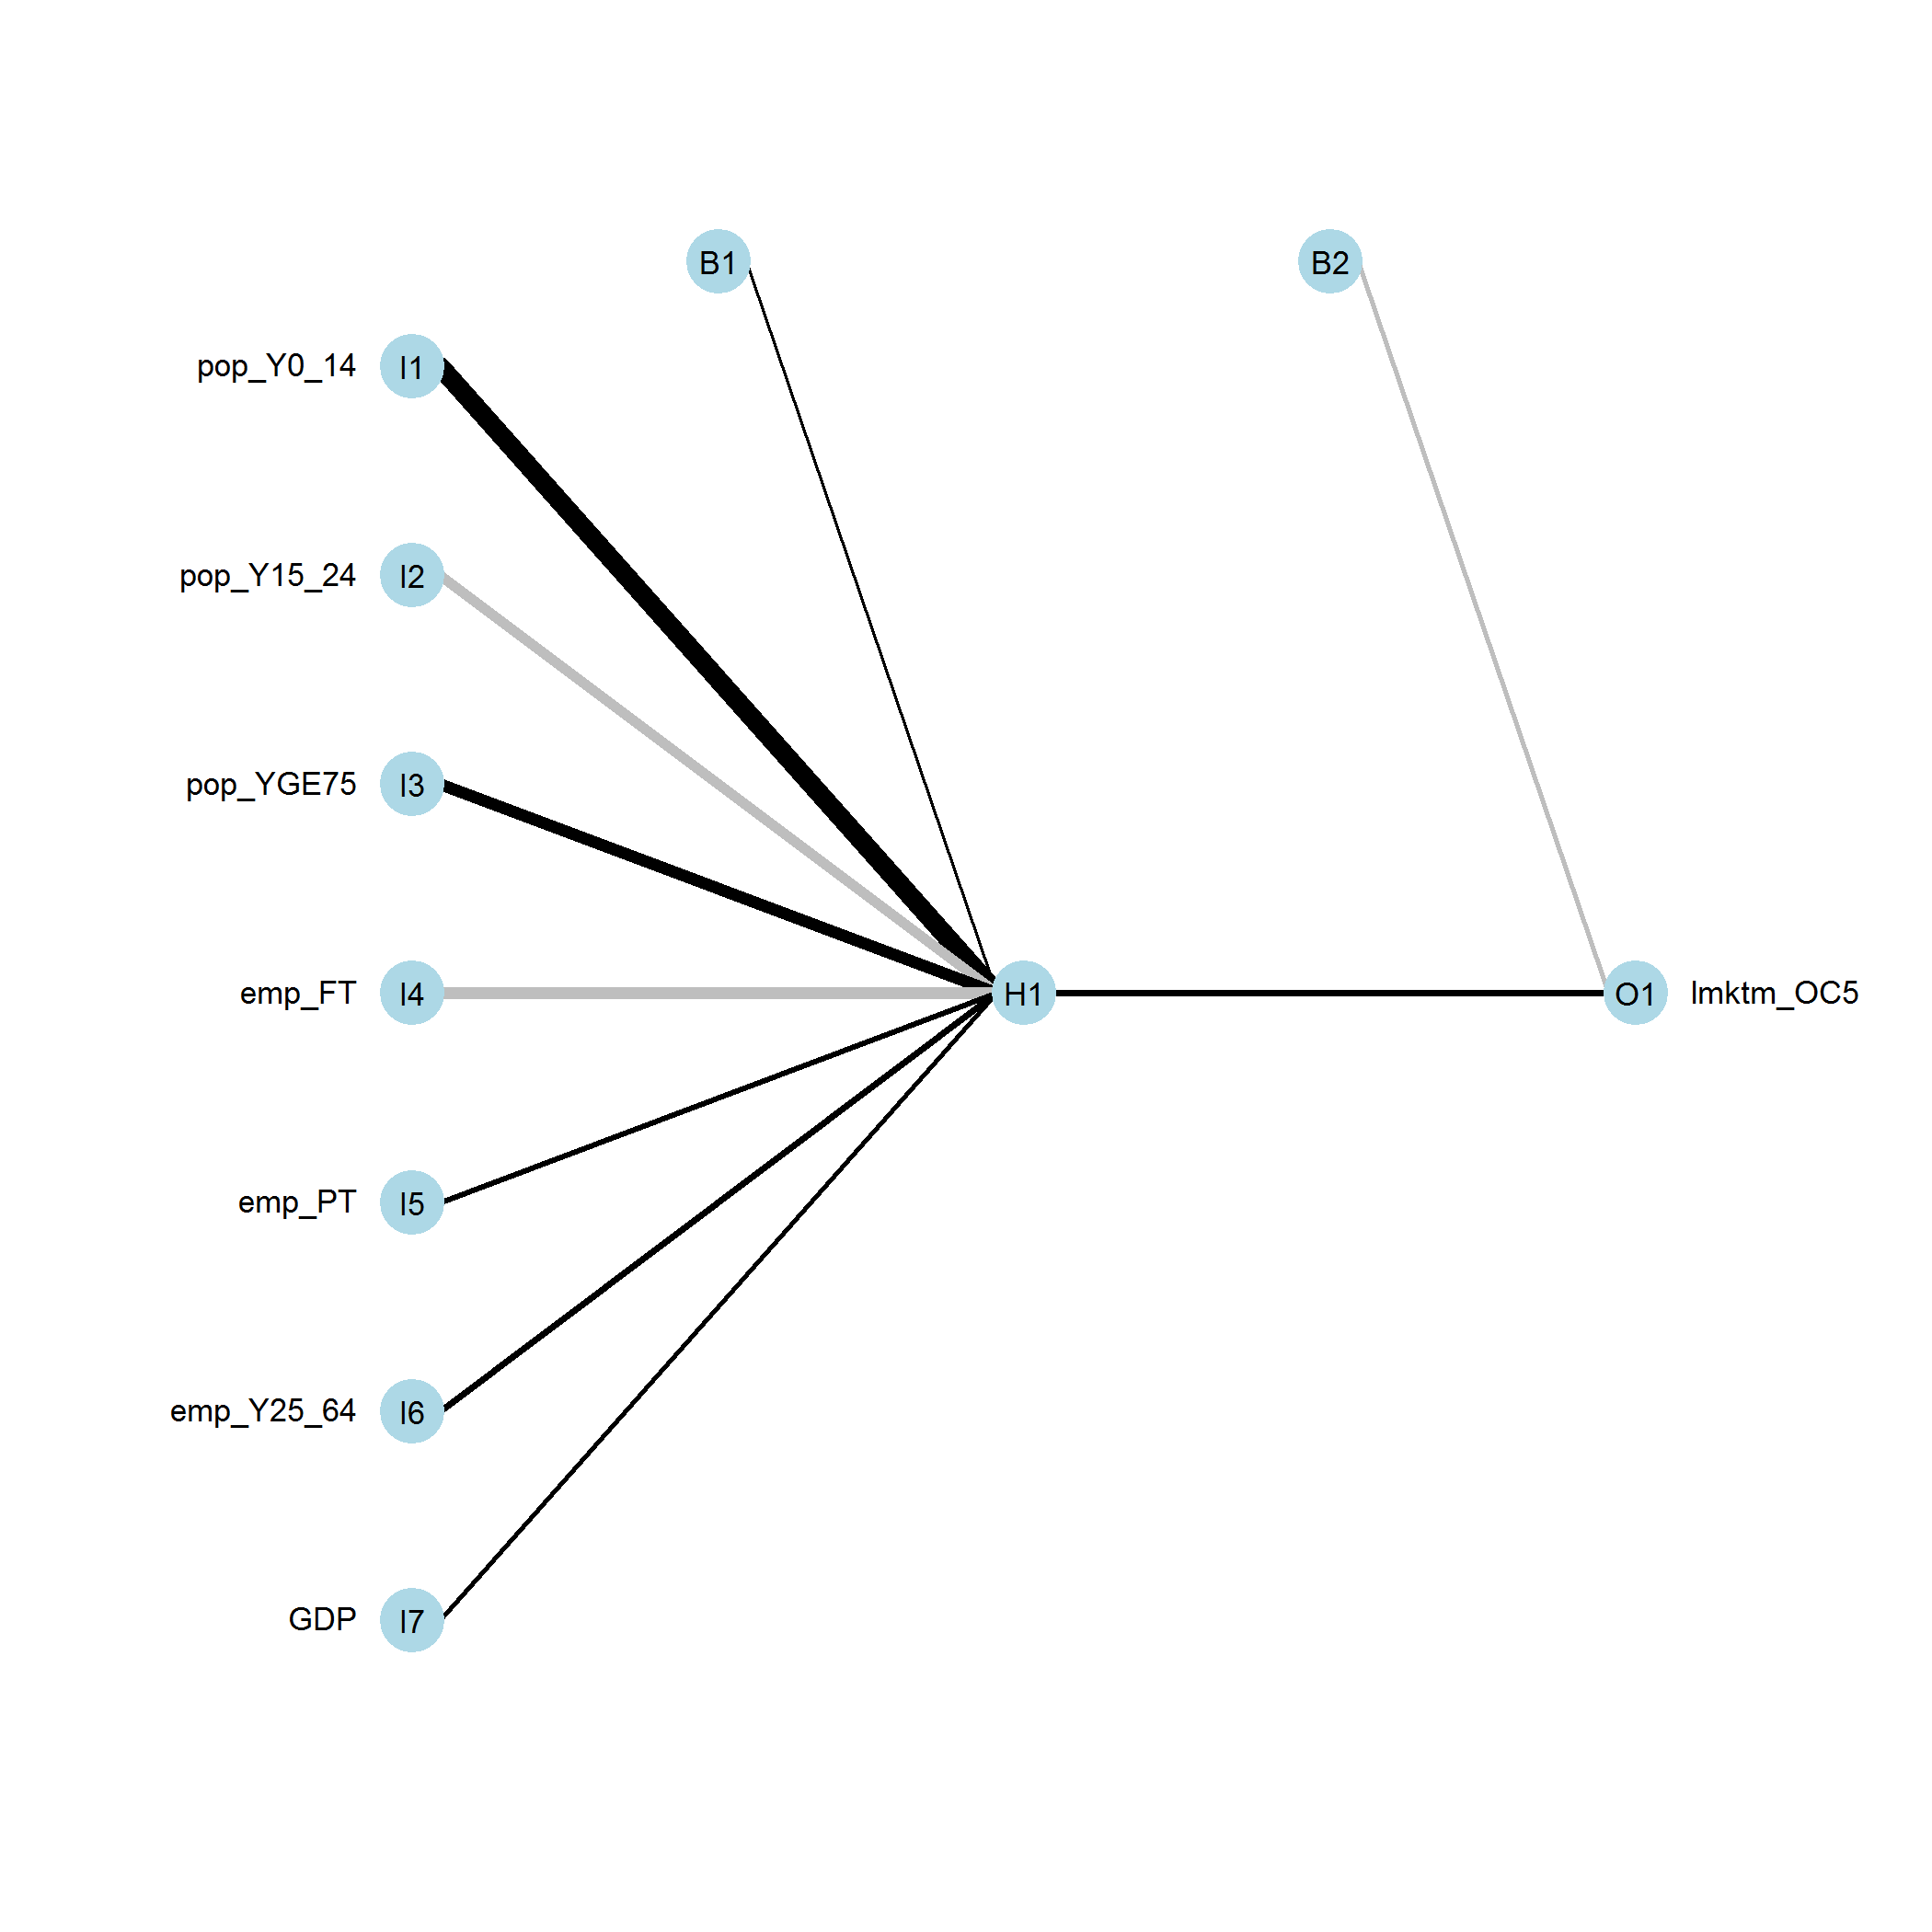 B1
B2
pop_Y0_14 I1
pop_Y15_24 I2
pop_YGE75 I3
emp_FT I4
H1
O1 lmktm_OC5
emp_PT I5
emp_Y25_64 I6
GDP I7